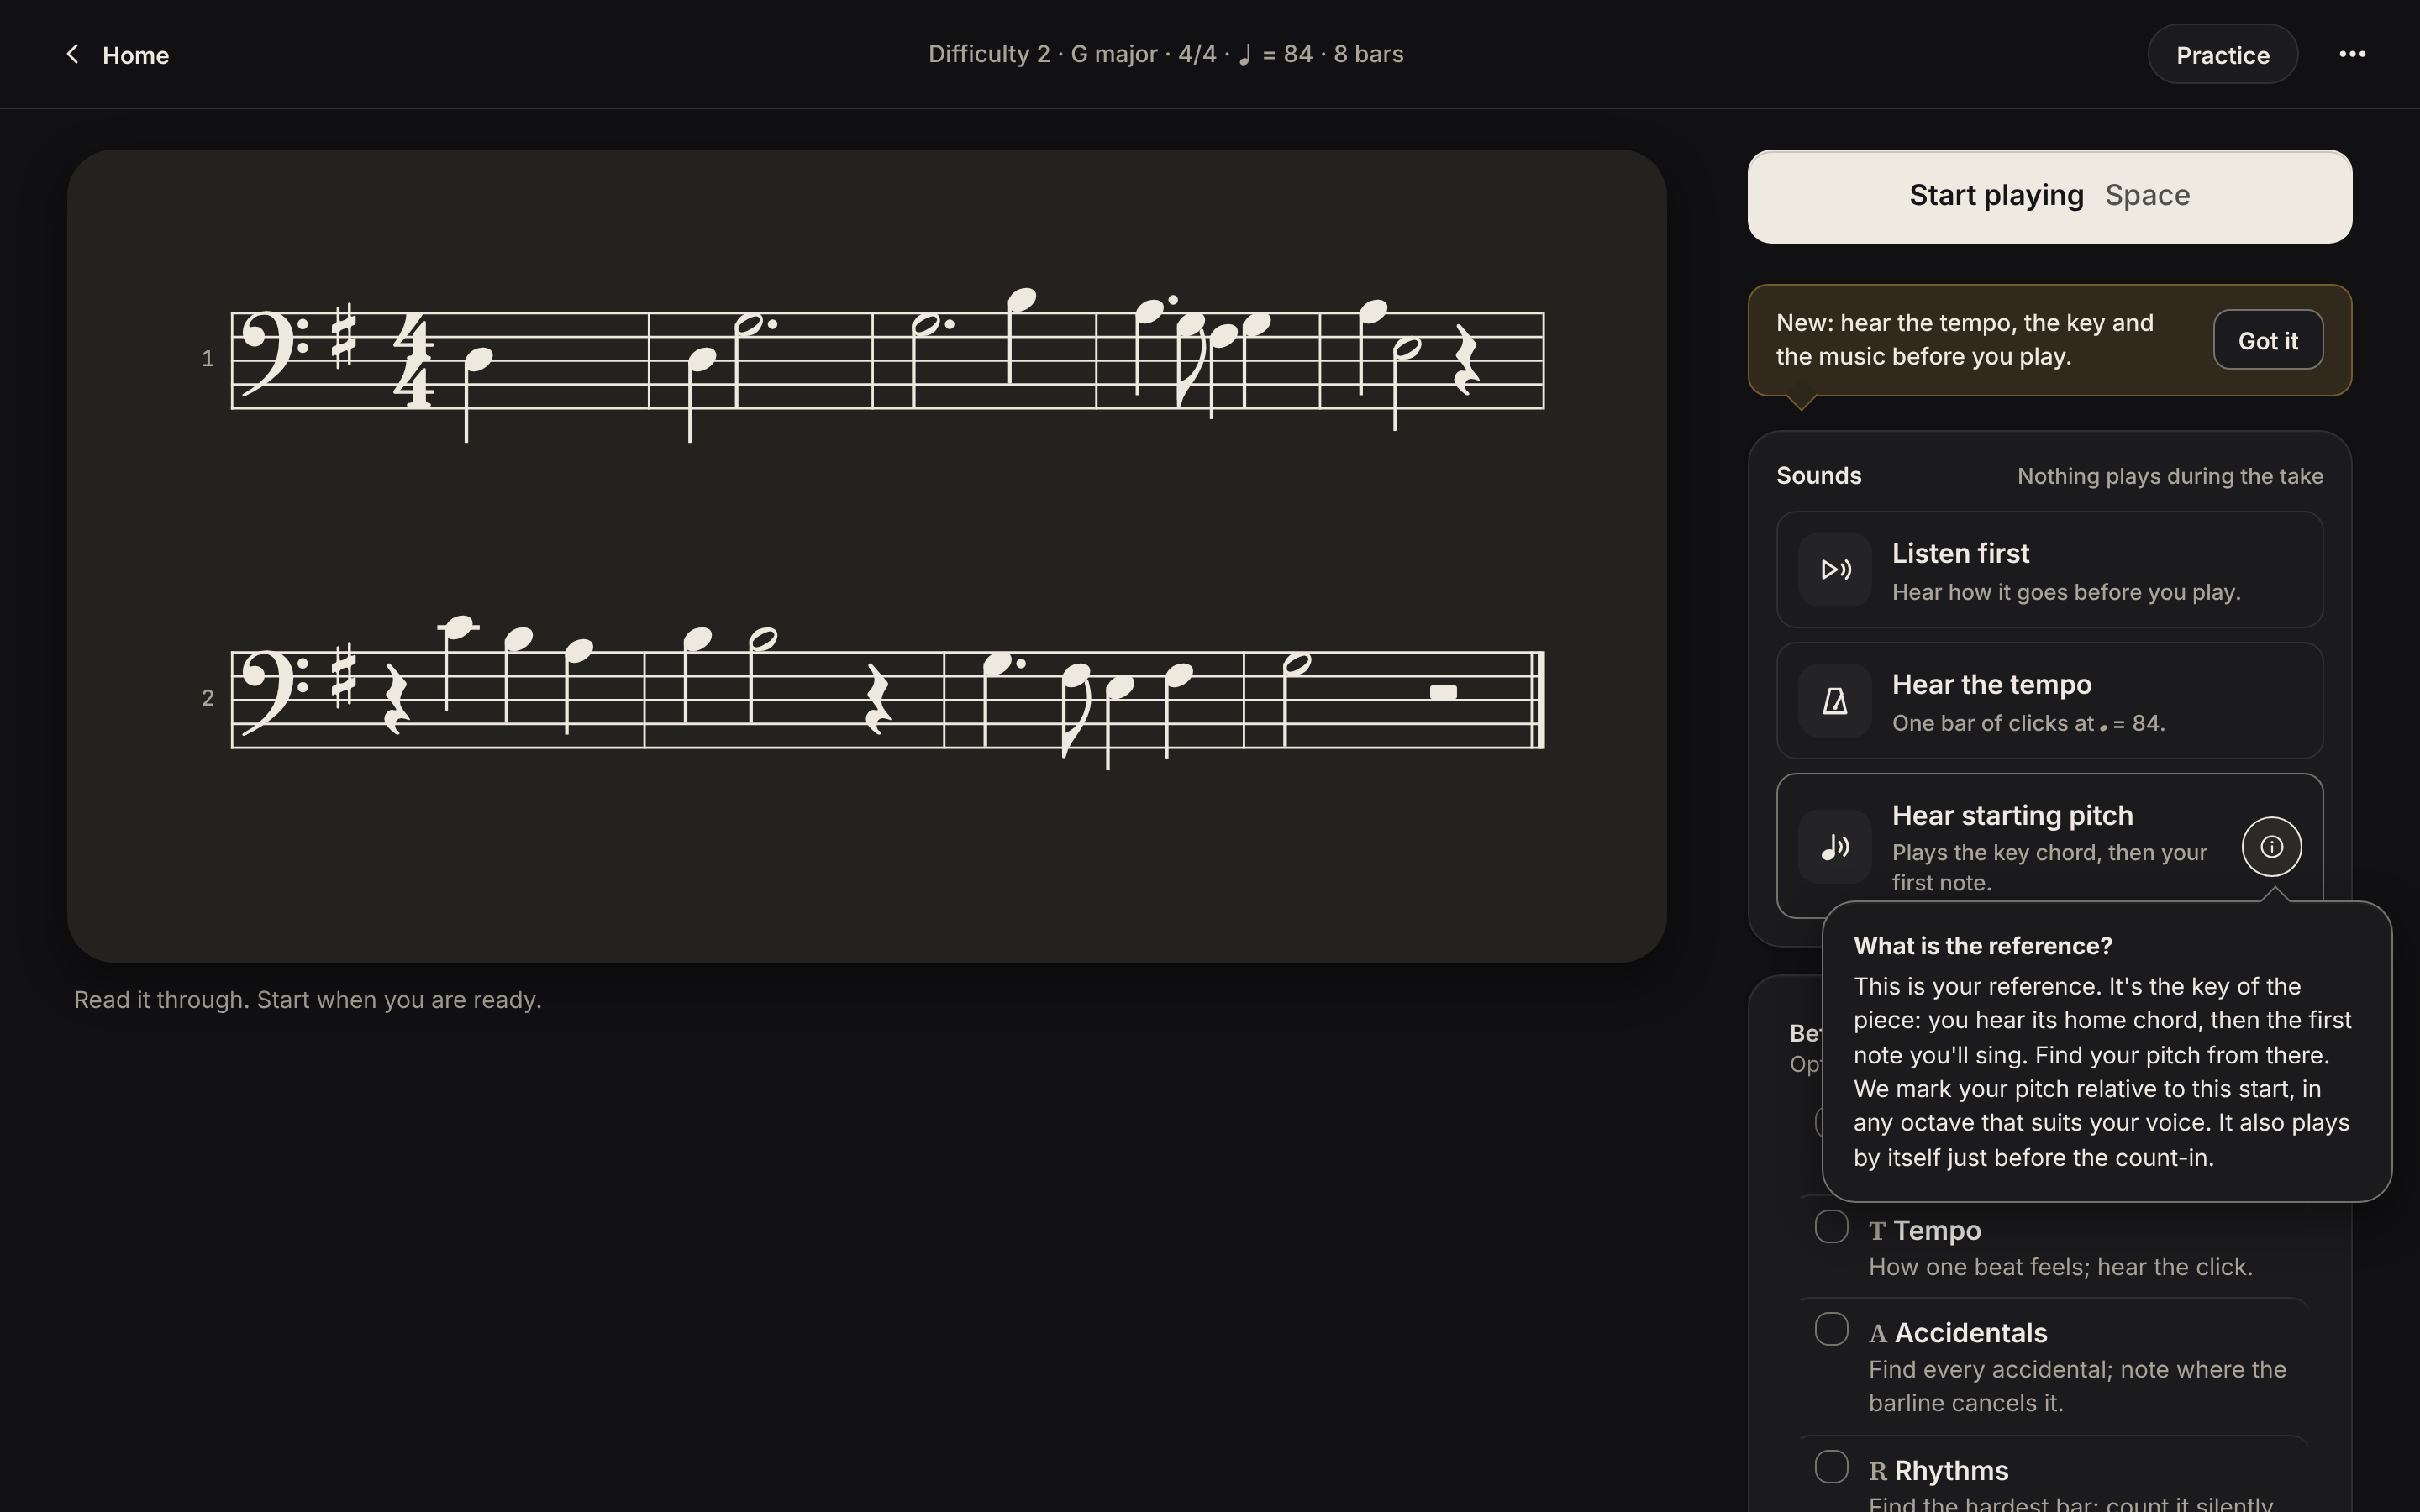 Home
Difficulty 2 · G major · 4/4 · ♩ = 84 · 8 bars
Practice
Start playing Space
New: hear the tempo, the key and
the music before you play.
Got it
1
2
Read it through. Start when you are ready.
Sounds
Nothing plays during the take
Listen first
Hear how it goes before you play.
Hear the tempo
One bar of clicks at ♩ = 84.
Hear starting pitch
Plays the key chord, then your
first note.
What is the reference?
This is your reference. It's the key of the
piece: you hear its home chord, then the first
note you'll sing. Find your pitch from there.
We mark your pitch relative to this start, in
any octave that suits your voice. It also plays
by itself just before the count-in.
T Tempo
How one beat feels; hear the click.
A Accidentals
Find every accidental; note where the
barline cancels it.
R Rhythms
Find the hardest bar; count it silently